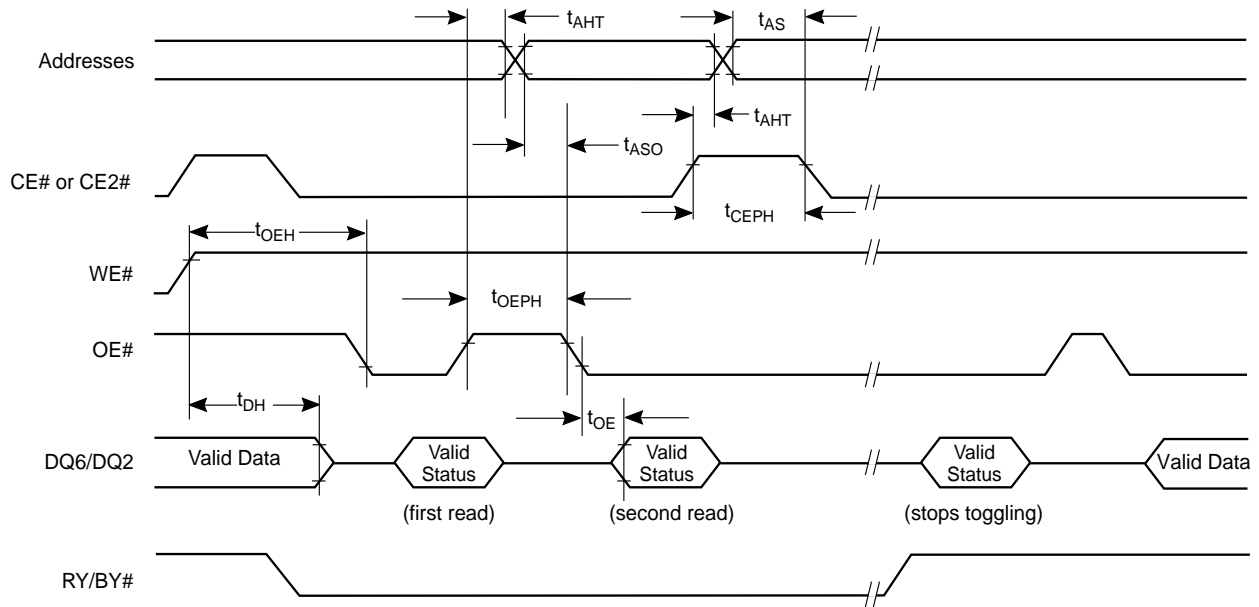 tAHT
tAS
Addresses
tAHT
tASO
CE# or CE2#
tCEPH
tOEH
WE#
tOEPH
OE#
tDH
tOE
DQ6/DQ2
Valid Data
Valid
Status
Valid
Status
Valid
Status
Valid Data
(first read)
(second read)
(stops toggling)
RY/BY#